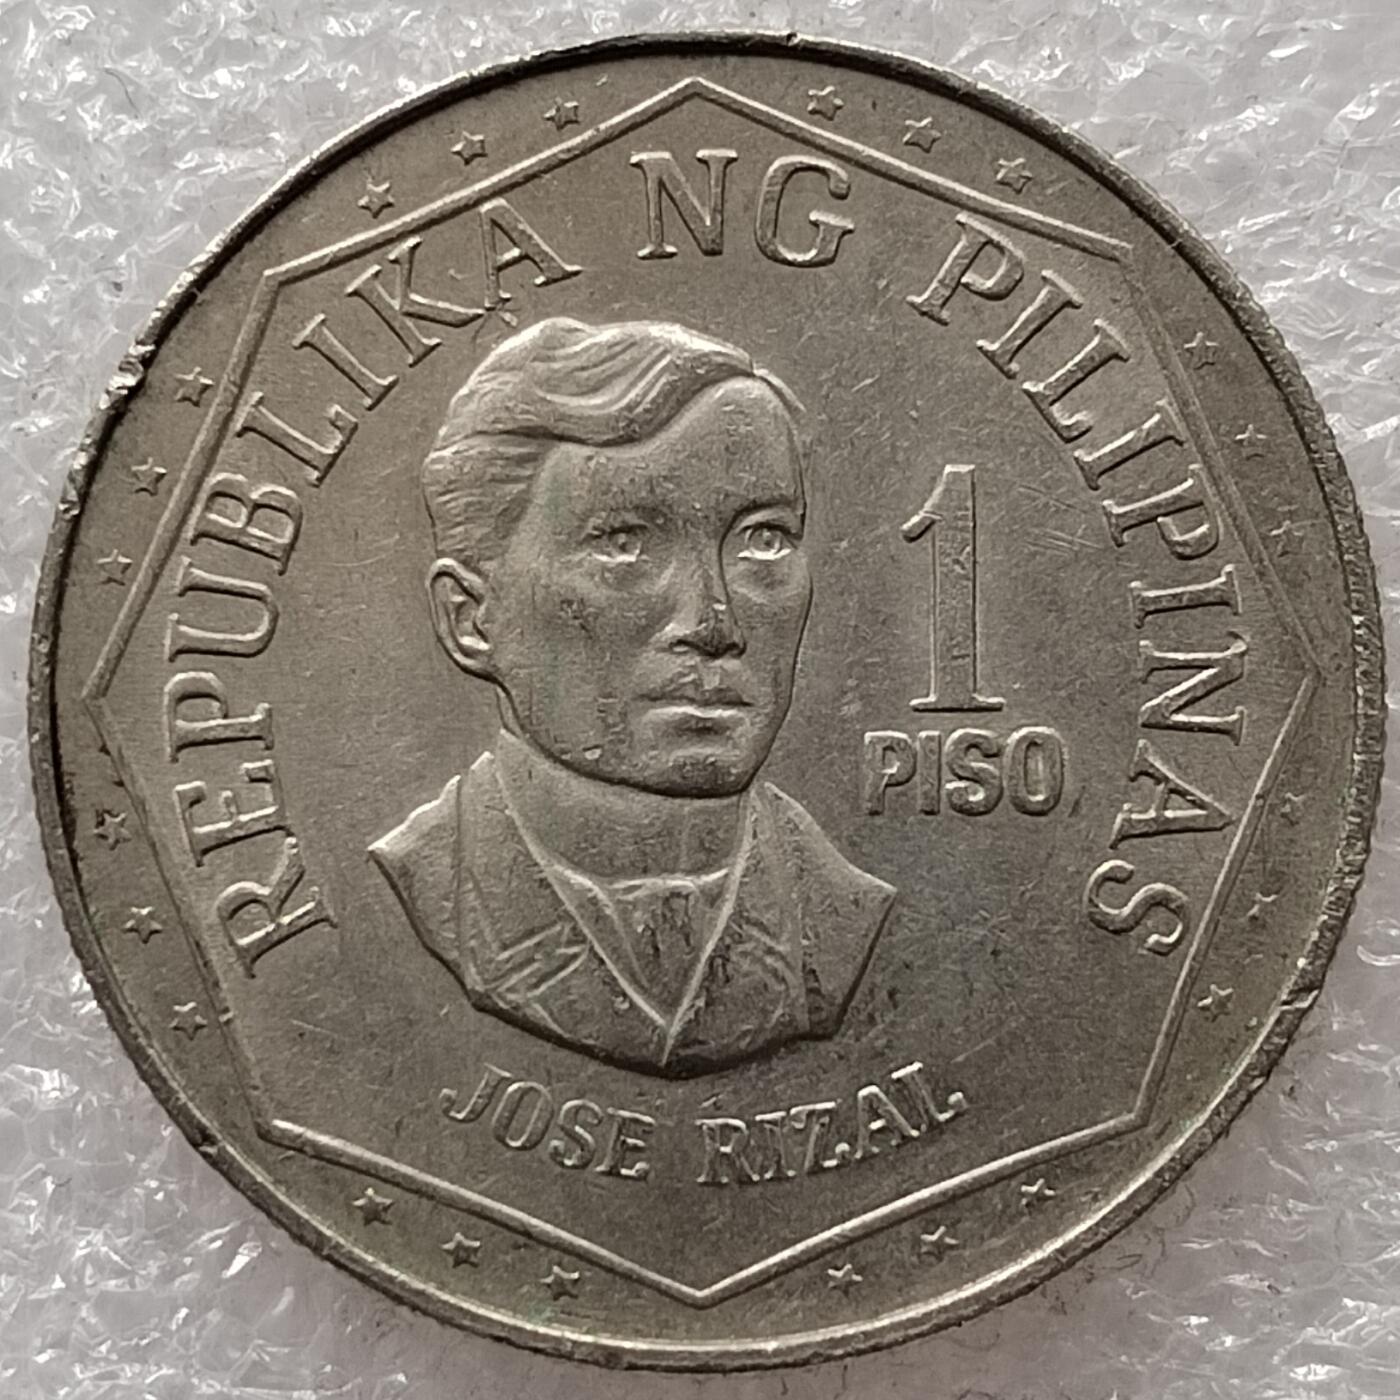 REPUBLIKA NG PILIPINAS
1
PISO
JOSE RIZAL